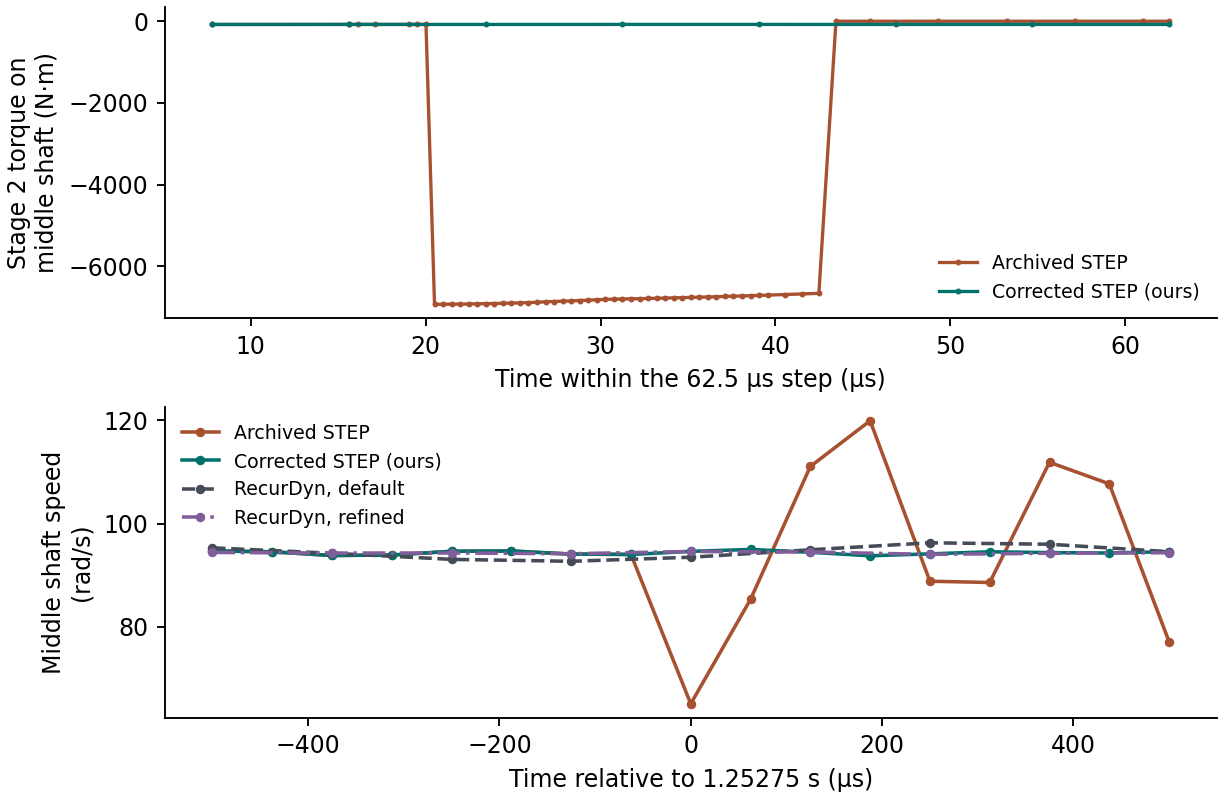 Stage 2 torque on
middle shaft (N·m)
0
−2000
−4000
−6000
Archived STEP
Corrected STEP (ours)
10 20 30 40 50 60
Time within the 62.5 µs step (µs)
Middle shaft speed
(rad/s)
120
100
80
Archived STEP
Corrected STEP (ours)
RecurDyn, default
RecurDyn, refined
−400 −200 0 200 400
Time relative to 1.25275 s (µs)